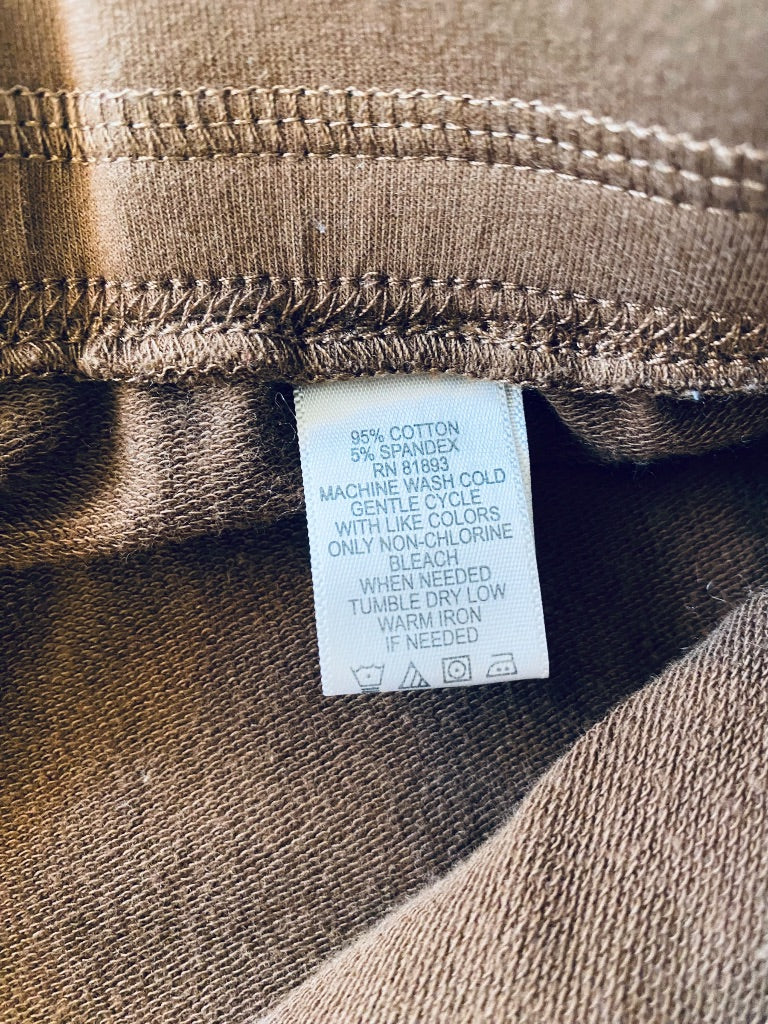 95% COTTON
5% SPANDEX
RN 81893
MACHINE WASH COLD
GENTLE CYCLE
WITH LIKE COLORS
ONLY NON-CHLORINE
BLEACH
WHEN NEEDED
TUMBLE DRY LOW
WARM IRON
IF NEEDED